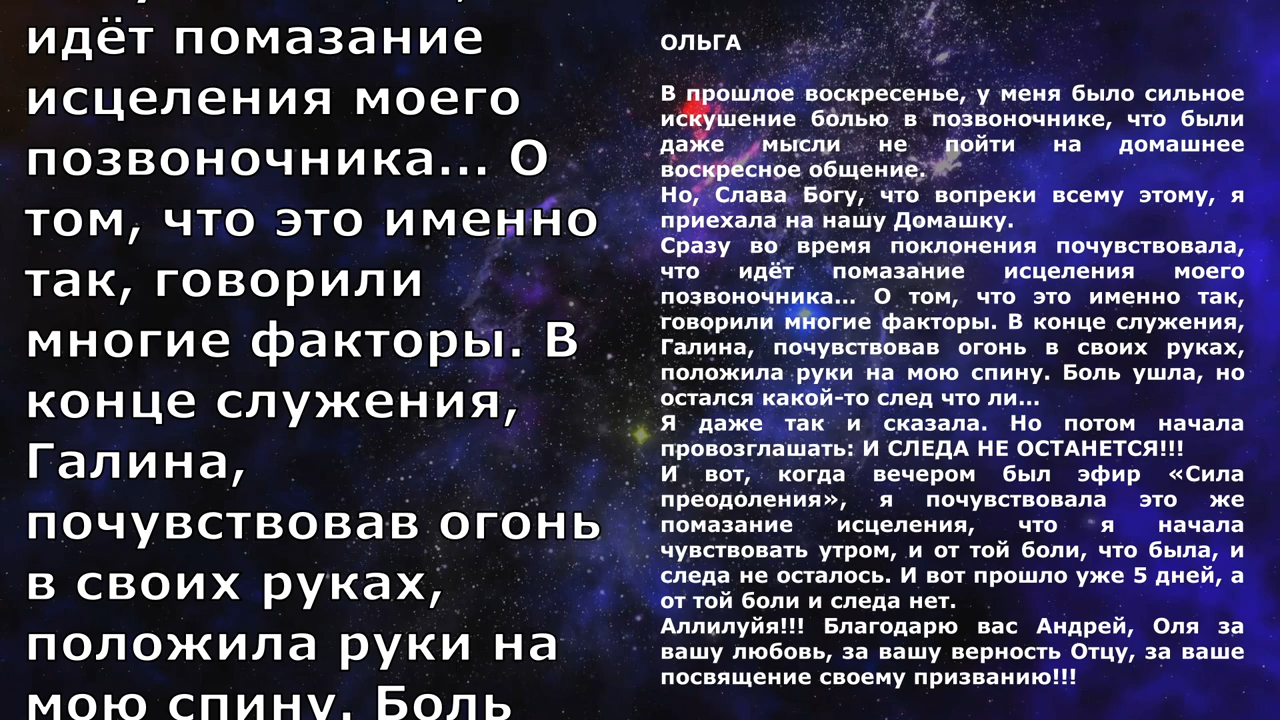 идёт помазание
исцеления моего
позвоночника... О
том, что это именно
так, говорили
многие факторы. В
конце служения,
Галина,
почувствовав огонь
в своих руках,
положила руки на
мою спину. Боль
ОЛЬГА
В прошлое воскресенье, у меня было сильное
искушение болью в позвоночнике, что были
даже мысли не пойти на домашнее
воскресное общение.
Но, Слава Богу, что вопреки всему этому, я
приехала на нашу Домашку.
Сразу во время поклонения почувствовала,
что идёт помазание исцеления моего
позвоночника... О том, что это именно так,
говорили многие факторы. В конце служения,
Галина, почувствовав огонь в своих руках,
положила руки на мою спину. Боль ушла, но
остался какой-то след что ли...
Я даже так и сказала. Но потом начала
провозглашать: И СЛЕДА НЕ ОСТАНЕТСЯ!!!
И вот, когда вечером был эфир «Сила
преодоления», я почувствовала это же
помазание исцеления, что я начала
чувствовать утром, и от той боли, что была, и
следа не осталось. И вот прошло уже 5 дней, а
от той боли и следа нет.
Аллилуйя!!! Благодарю вас Андрей, Оля за
вашу любовь, за вашу верность Отцу, за ваше
посвящение своему призванию!!!